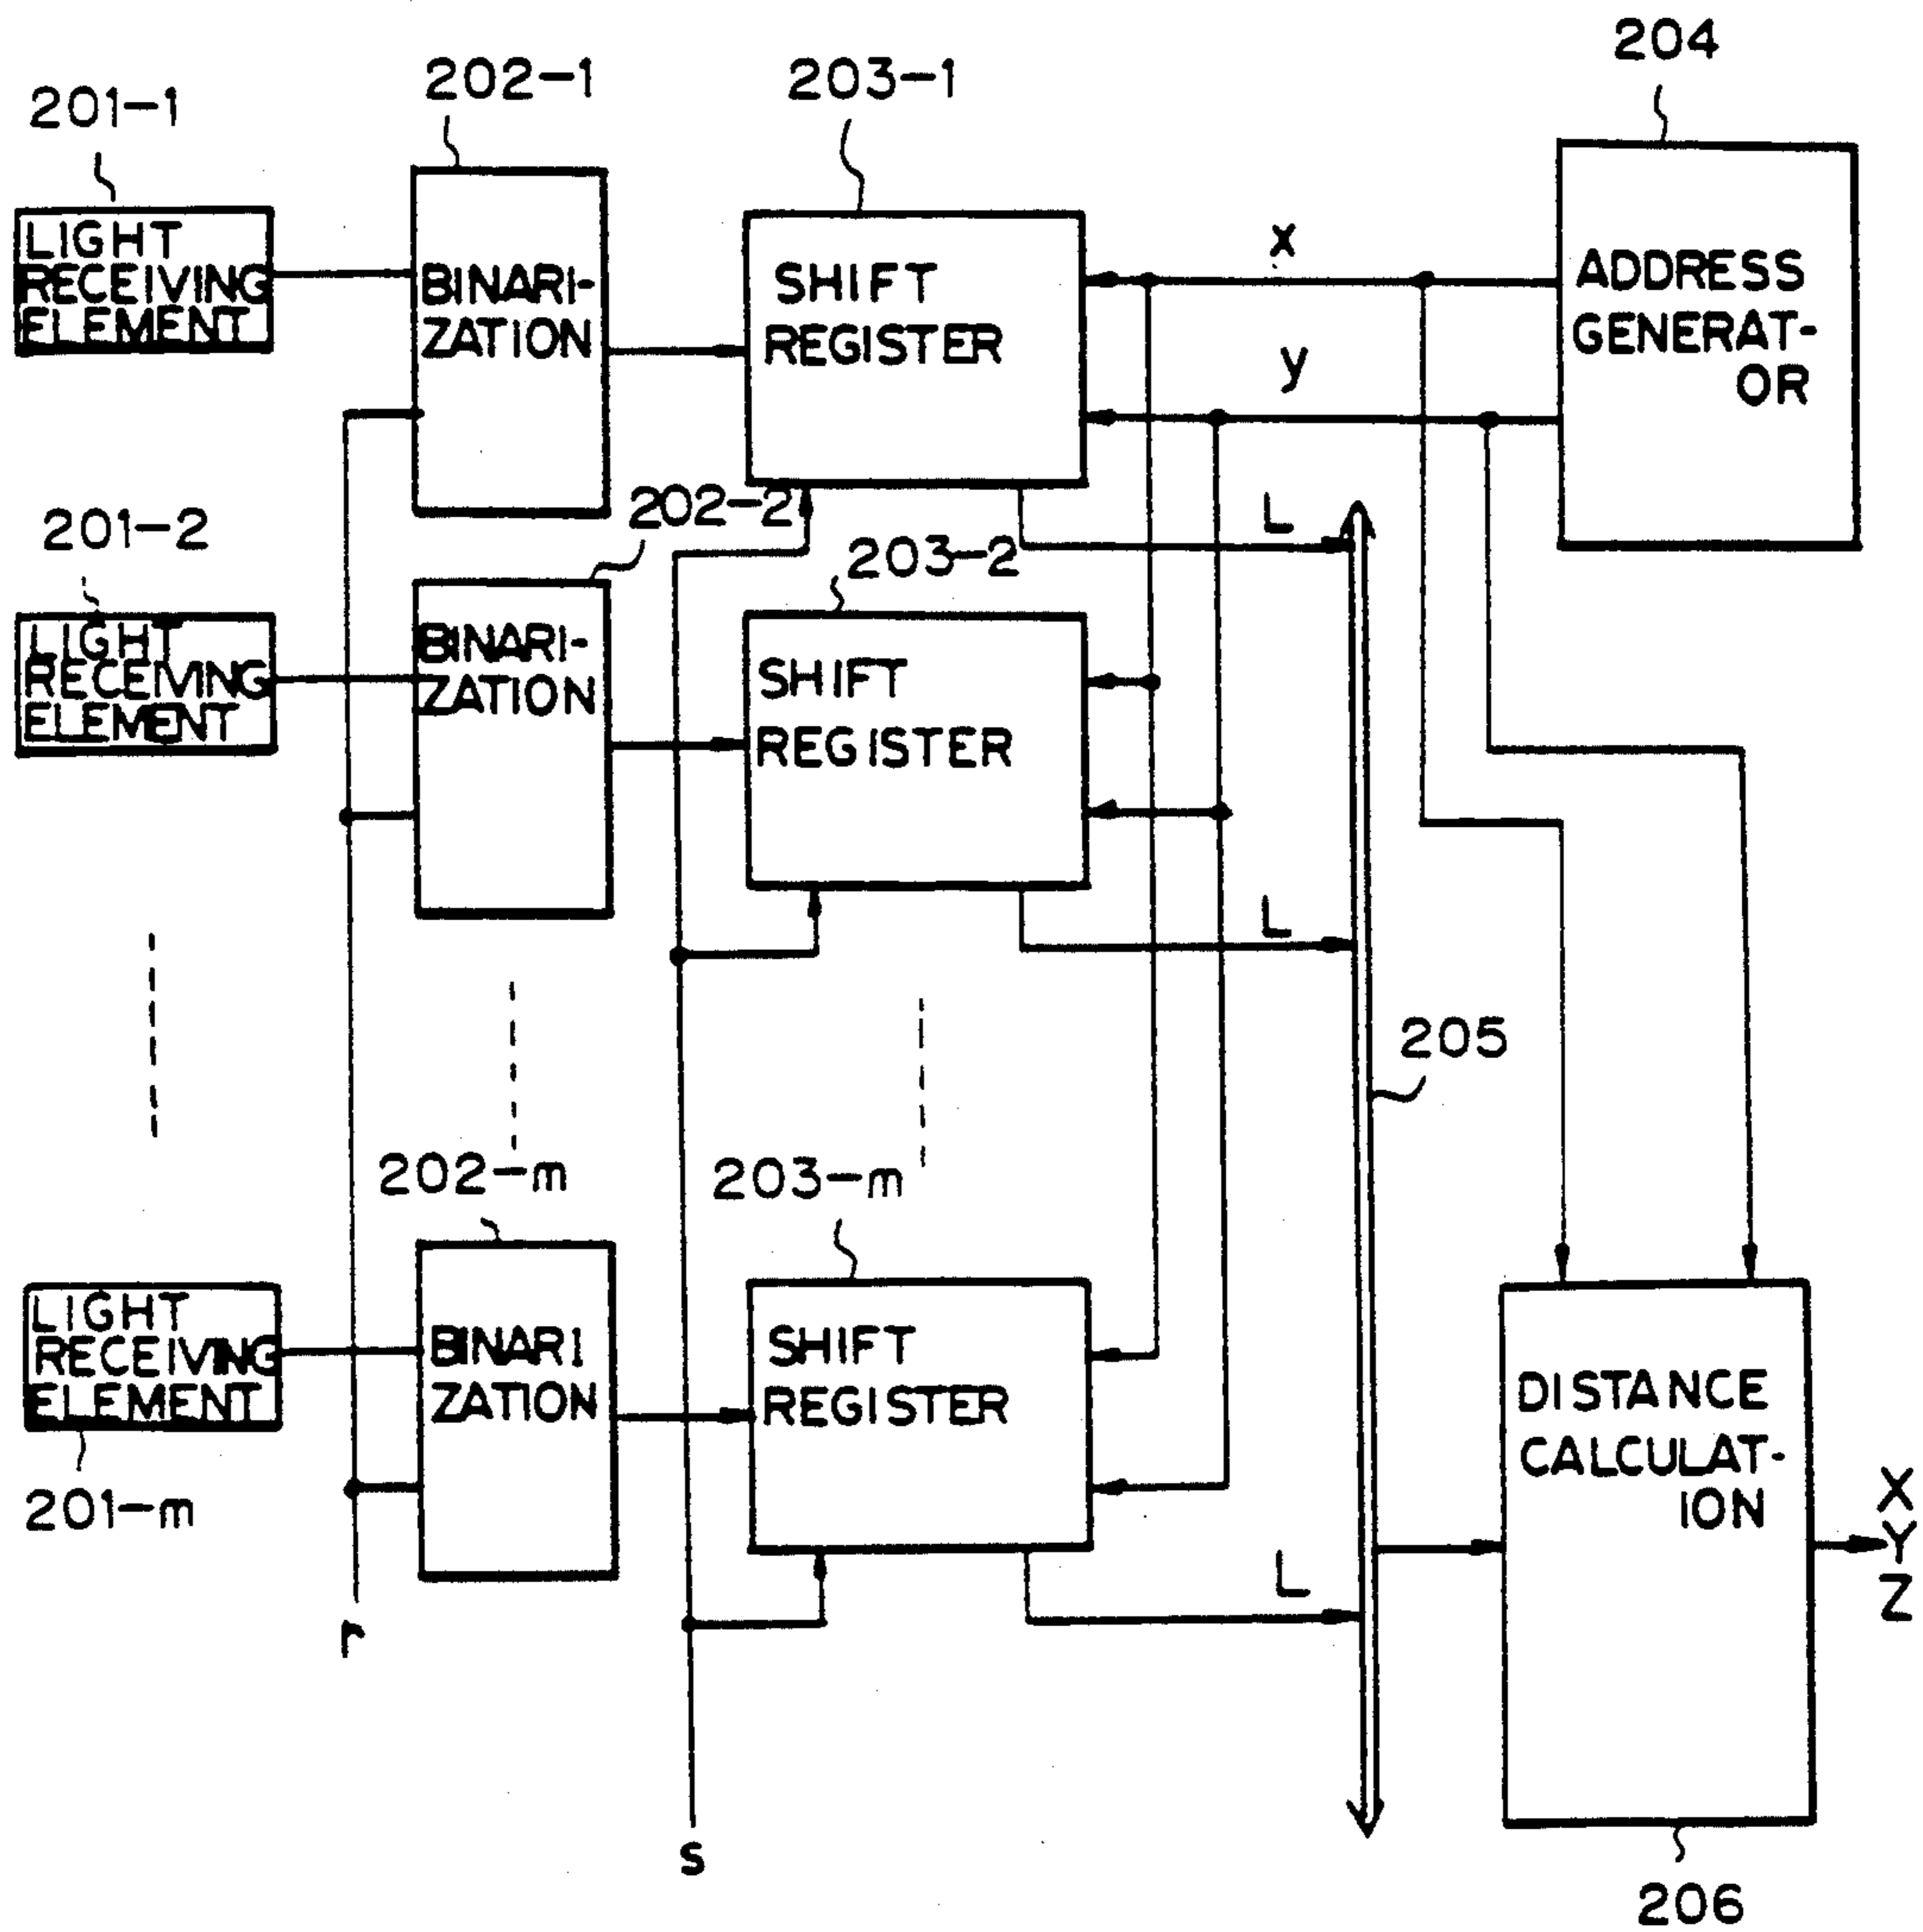 204
202-1
203-1
201-1
LIGHT
RECEIVING
ELEMENT
BINARI-
ZATION
SHIFT
REGISTER
x
y
ADDRESS
GENERAT-
OR
202-2
L
201-2
203-2
LIGHT
RECEIVING
ELEMENT
BINARI-
ZATION
SHIFT
REGISTER
L
205
202-m
203-m
LIGHT
RECEIVING
ELEMENT
BINARI
ZATION
SHIFT
REGISTER
DISTANCE
CALCULAT-
ION
201-m
X
Y
Z
L
r
s
206